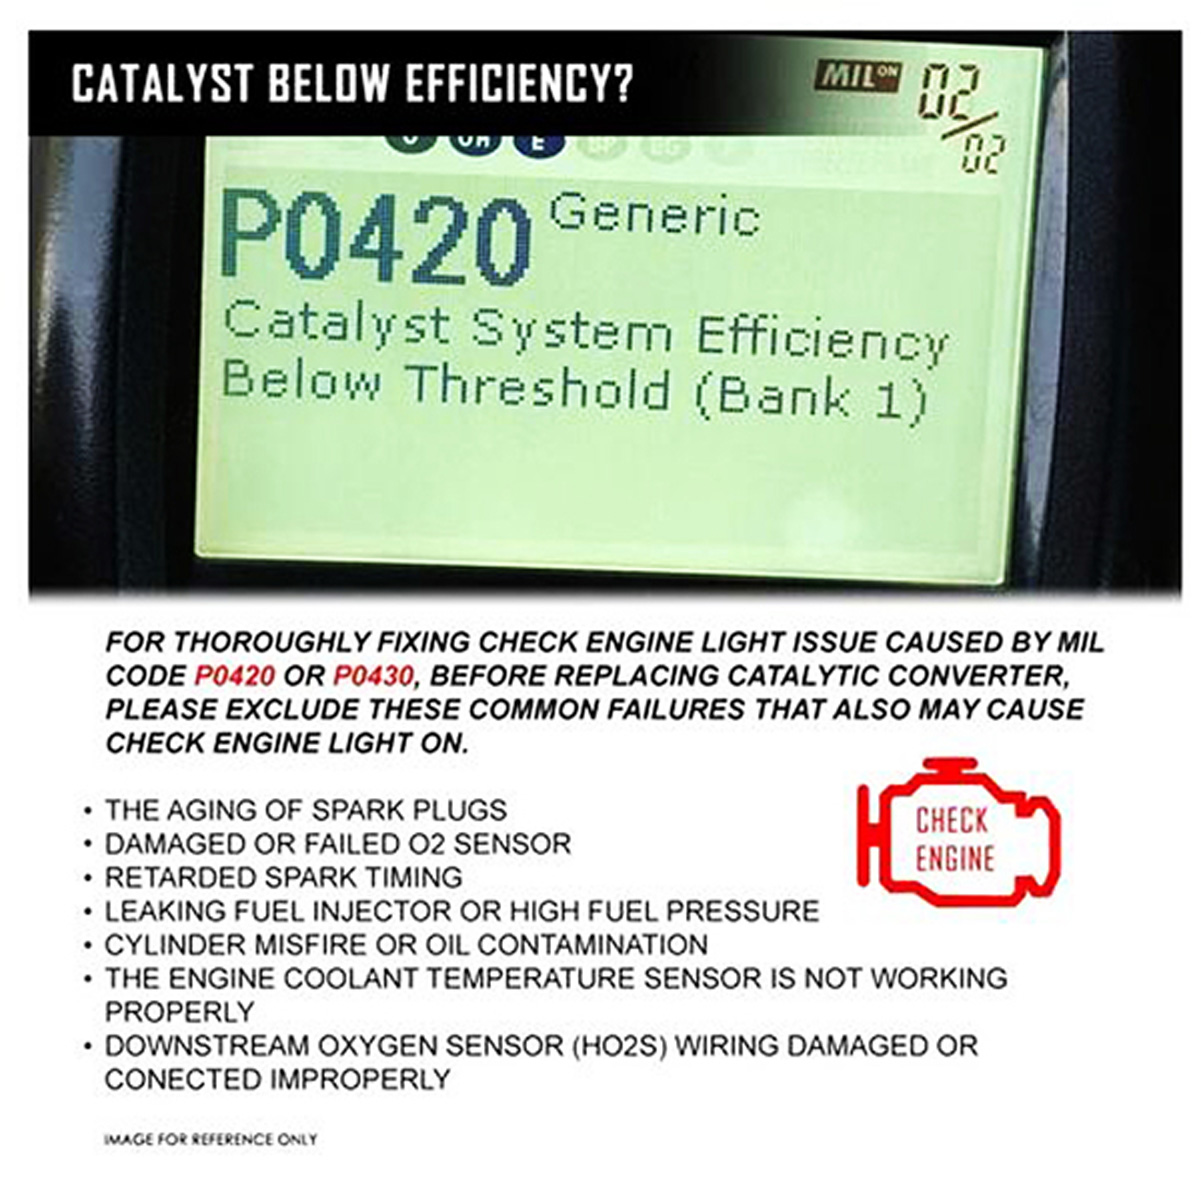 CATALYST BELOW EFFICIENCY?
MIL ON 02/02
E
P0420 Generic
Catalyst System Efficiency
Below Threshold (Bank 1)
FOR THOROUGHLY FIXING CHECK ENGINE LIGHT ISSUE CAUSED BY MIL
CODE P0420 OR P0430, BEFORE REPLACING CATALYTIC CONVERTER,
PLEASE EXCLUDE THESE COMMON FAILURES THAT ALSO MAY CAUSE
CHECK ENGINE LIGHT ON.
• THE AGING OF SPARK PLUGS
• DAMAGED OR FAILED O2 SENSOR
• RETARDED SPARK TIMING
• LEAKING FUEL INJECTOR OR HIGH FUEL PRESSURE
• CYLINDER MISFIRE OR OIL CONTAMINATION
• THE ENGINE COOLANT TEMPERATURE SENSOR IS NOT WORKING
PROPERLY
• DOWNSTREAM OXYGEN SENSOR (HO2S) WIRING DAMAGED OR
CONECTED IMPROPERLY
CHECK
ENGINE
IMAGE FOR REFERENCE ONLY